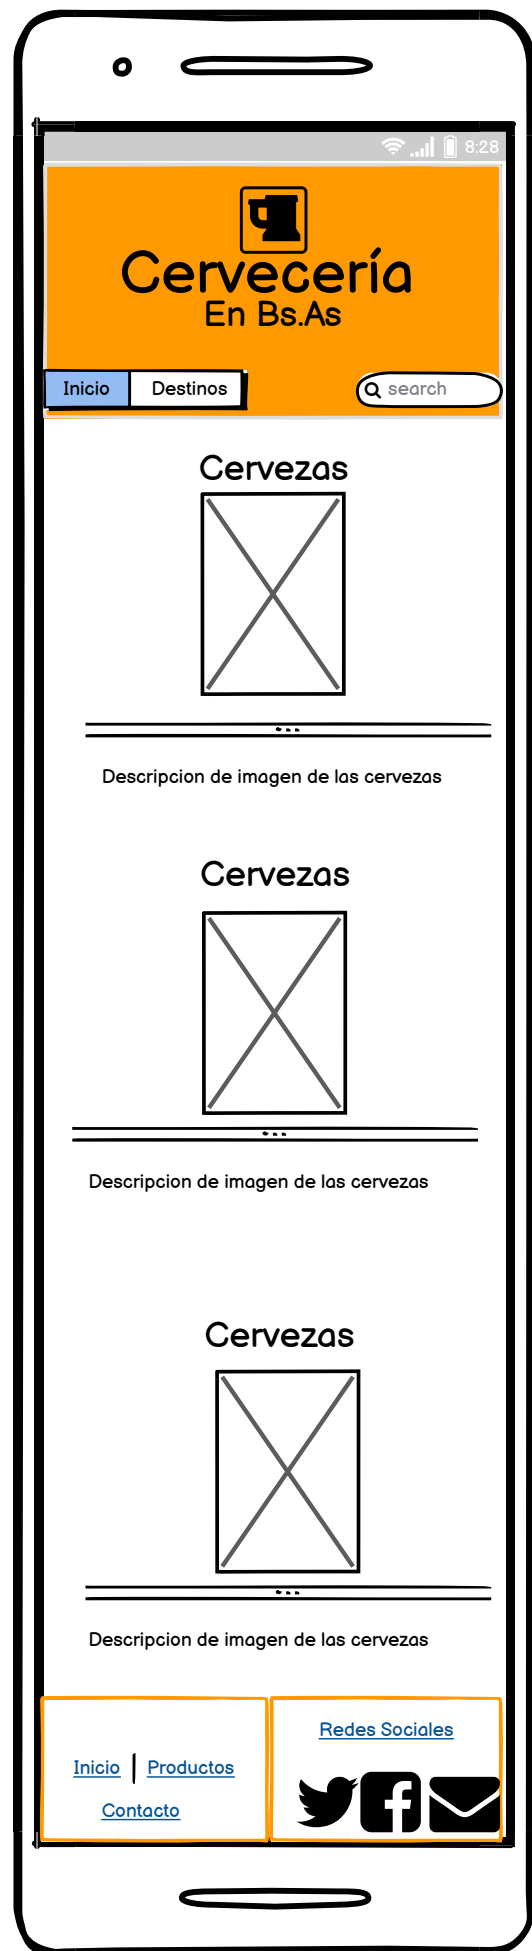 8:28
Cervecería
En Bs.As
Inicio Destinos search
Cervezas
Descripcion de imagen de las cervezas
Cervezas
Descripcion de imagen de las cervezas
Cervezas
Descripcion de imagen de las cervezas
Inicio Productos
Contacto
Redes Sociales